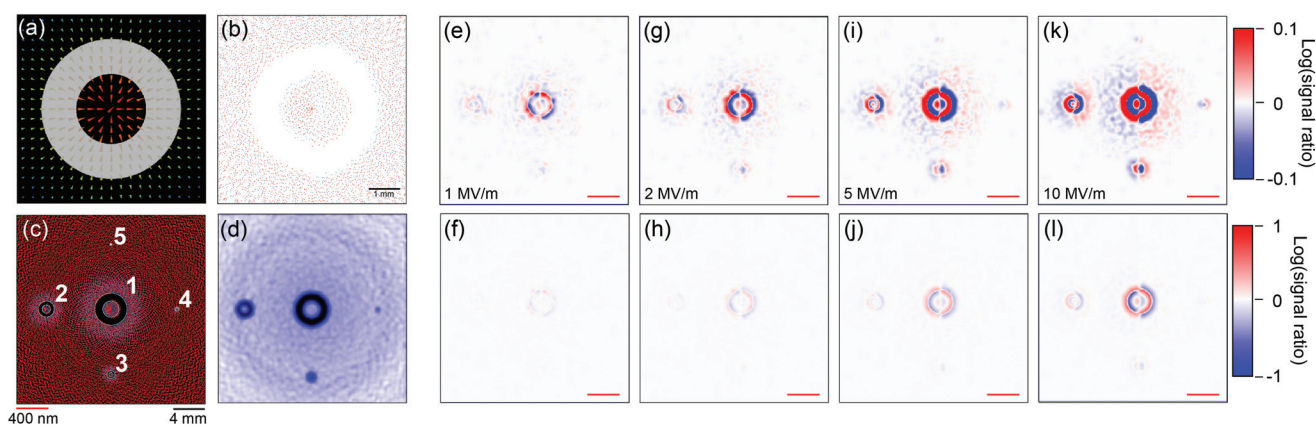 (a)
(b)
1 mm
(c)
5
2
1
4
3
400 nm
4 mm
(d)
(e)
1 MV/m
(g)
2 MV/m
(i)
5 MV/m
(k)
10 MV/m
0.1
0
-0.1
Log(signal ratio)
(f)
(h)
(j)
(l)
1
0
-1
Log(signal ratio)